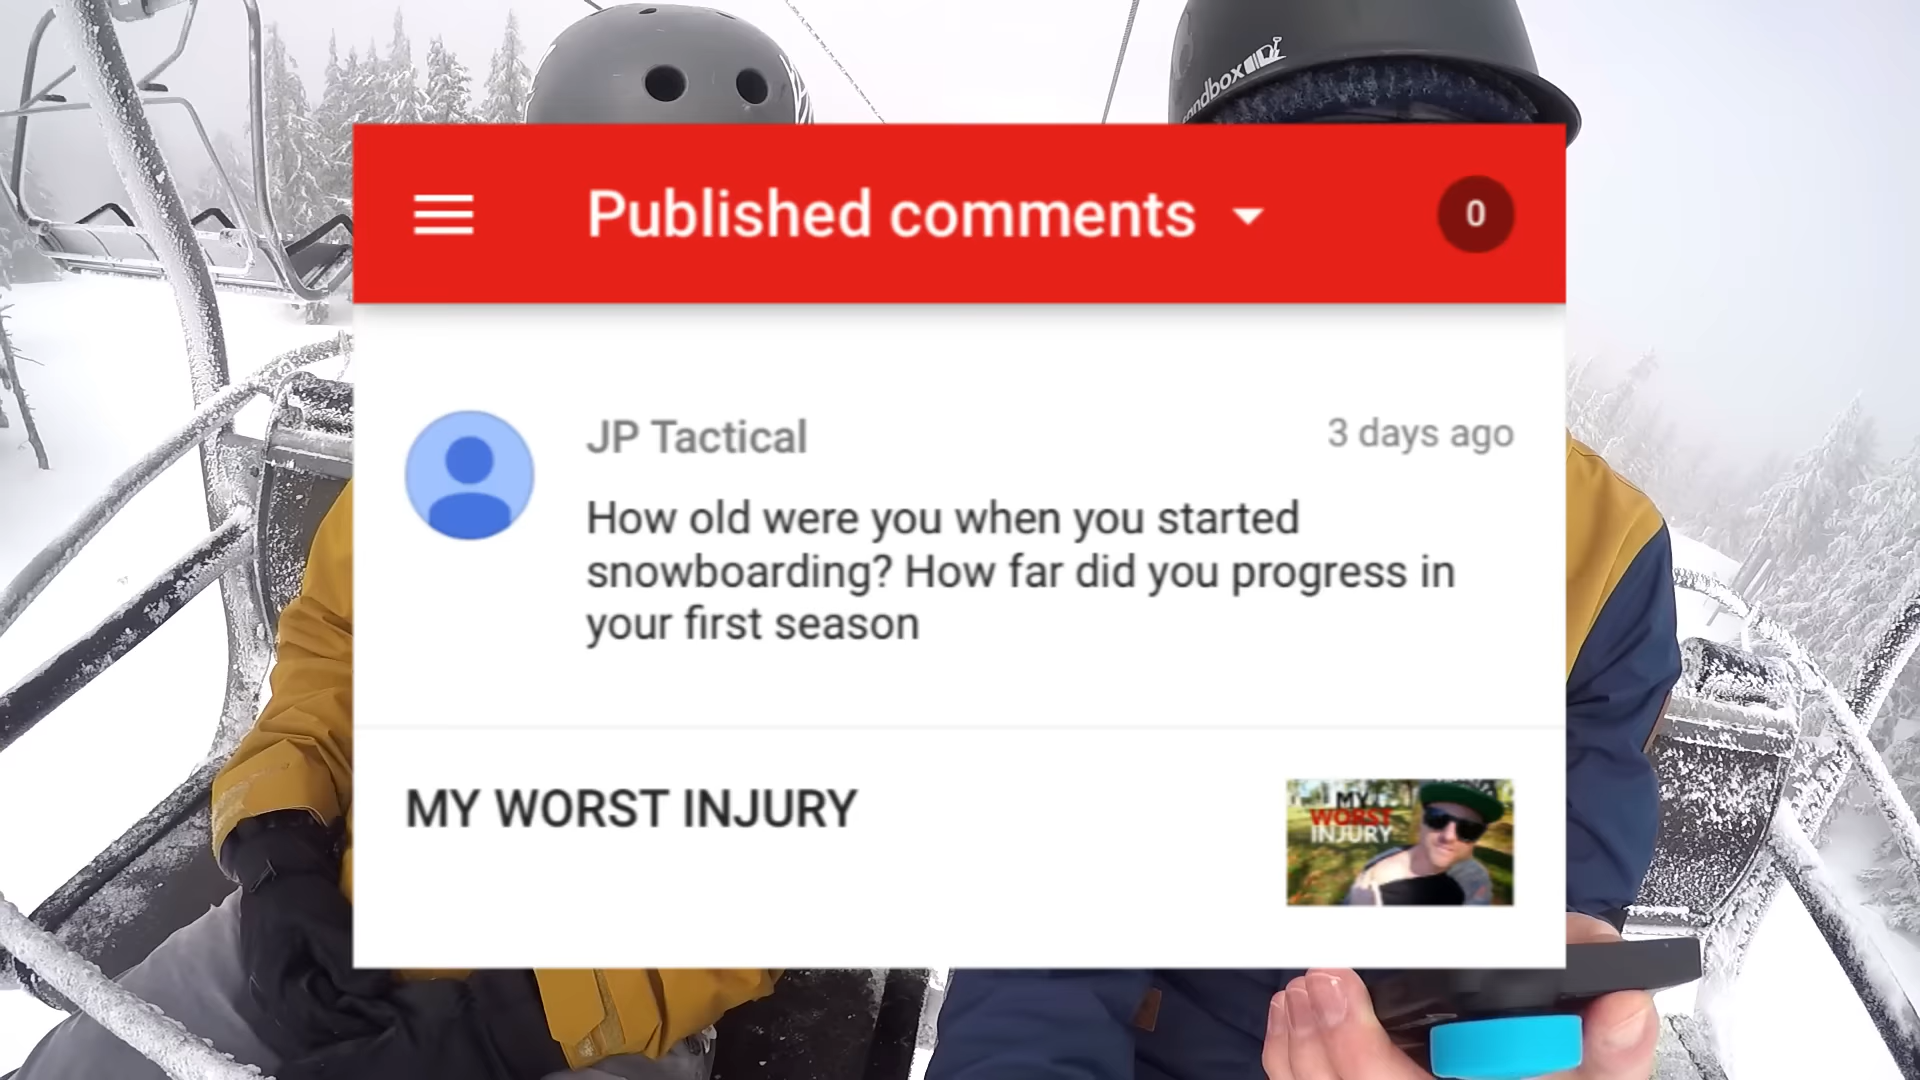 sandbox
Published comments
0
JP Tactical
3 days ago
How old were you when you started
snowboarding? How far did you progress in
your first season
MY WORST INJURY
MY
WORST
INJURY